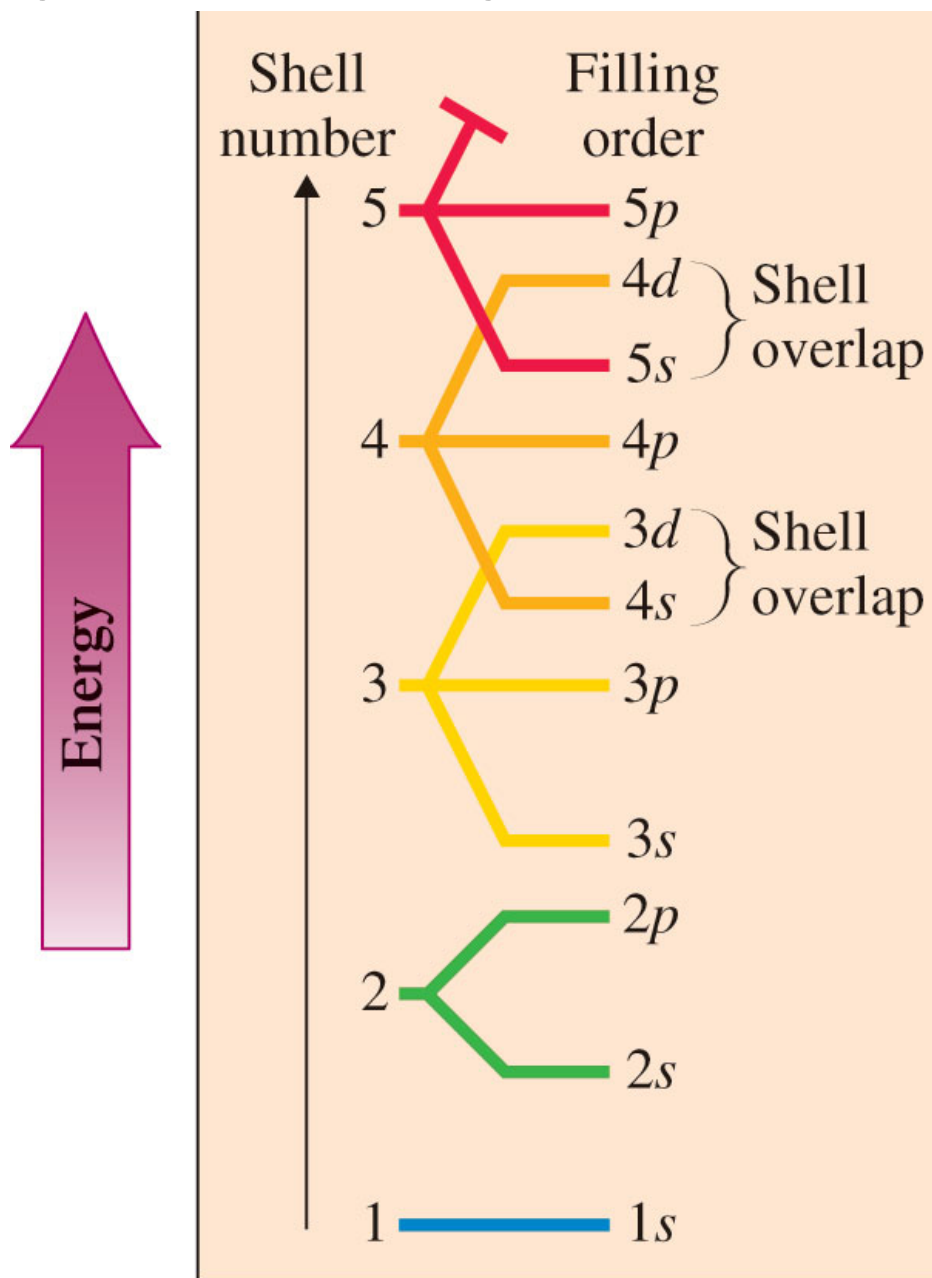 Shell
number
Filling
order
5
5p
4d
Shell
overlap
5s
4
4p
3d
Shell
overlap
4s
3
3p
3s
2p
2
2s
1
1s
Energy